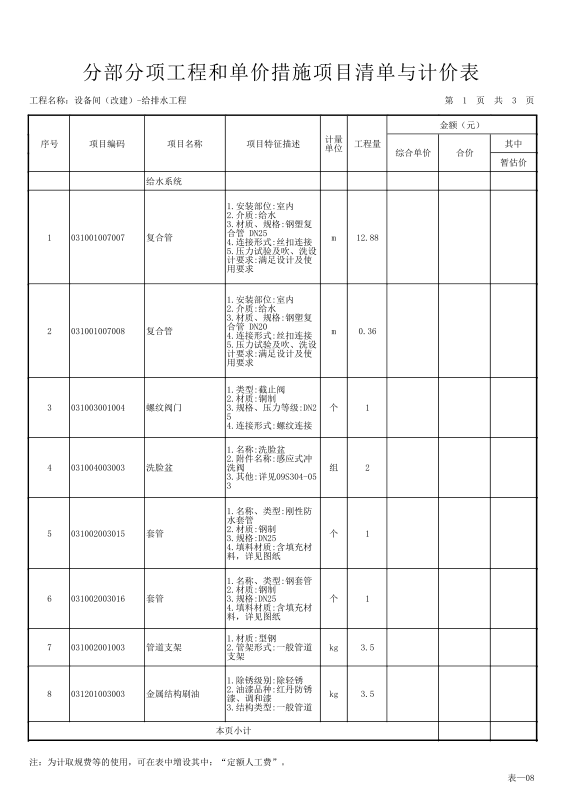 分部分项工程和单价措施项目清单与计价表
工程名称：设备间（改建）-给排水工程 第 1 页 共 3 页
序号 项目编码 项目名称 项目特征描述 计量单位 工程量 金额（元）
综合单价 合价 其中
暂估价
给水系统
1 031001007007 复合管 1.安装部位:室内
2.介质:给水
3.材质、规格:钢塑复
合管 DN25
4.连接形式:丝扣连接
5.压力试验及吹、洗设
计要求:满足设计及使
用要求 m 12.88
2 031001007008 复合管 1.安装部位:室内
2.介质:给水
3.材质、规格:钢塑复
合管 DN20
4.连接形式:丝扣连接
5.压力试验及吹、洗设
计要求:满足设计及使
用要求 m 0.36
3 031003001004 螺纹阀门 1.类型:截止阀
2.材质:铜制
3.规格、压力等级:DN2
5
4.连接形式:螺纹连接 个 1
4 031004003003 洗脸盆 1.名称:洗脸盆
2.附件名称:感应式冲
洗阀
3.其他:详见09S304-05
3 组 2
5 031002003015 套管 1.名称、类型:刚性防
水套管
2.材质:钢制
3.规格:DN25
4.填料材质:含填充材
料，详见图纸 个 1
6 031002003016 套管 1.名称、类型:钢套管
2.材质:钢制
3.规格:DN25
4.填料材质:含填充材
料，详见图纸 个 1
7 031002001003 管道支架 1.材质:型钢
2.管架形式:一般管道
支架 kg 3.5
8 031201003003 金属结构刷油 1.除锈级别:除轻锈
2.油漆品种:红丹防锈
漆、调和漆
3.结构类型:一般管道 kg 3.5
本页小计
注：为计取规费等的使用，可在表中增设其中：“定额人工费”。
表—08